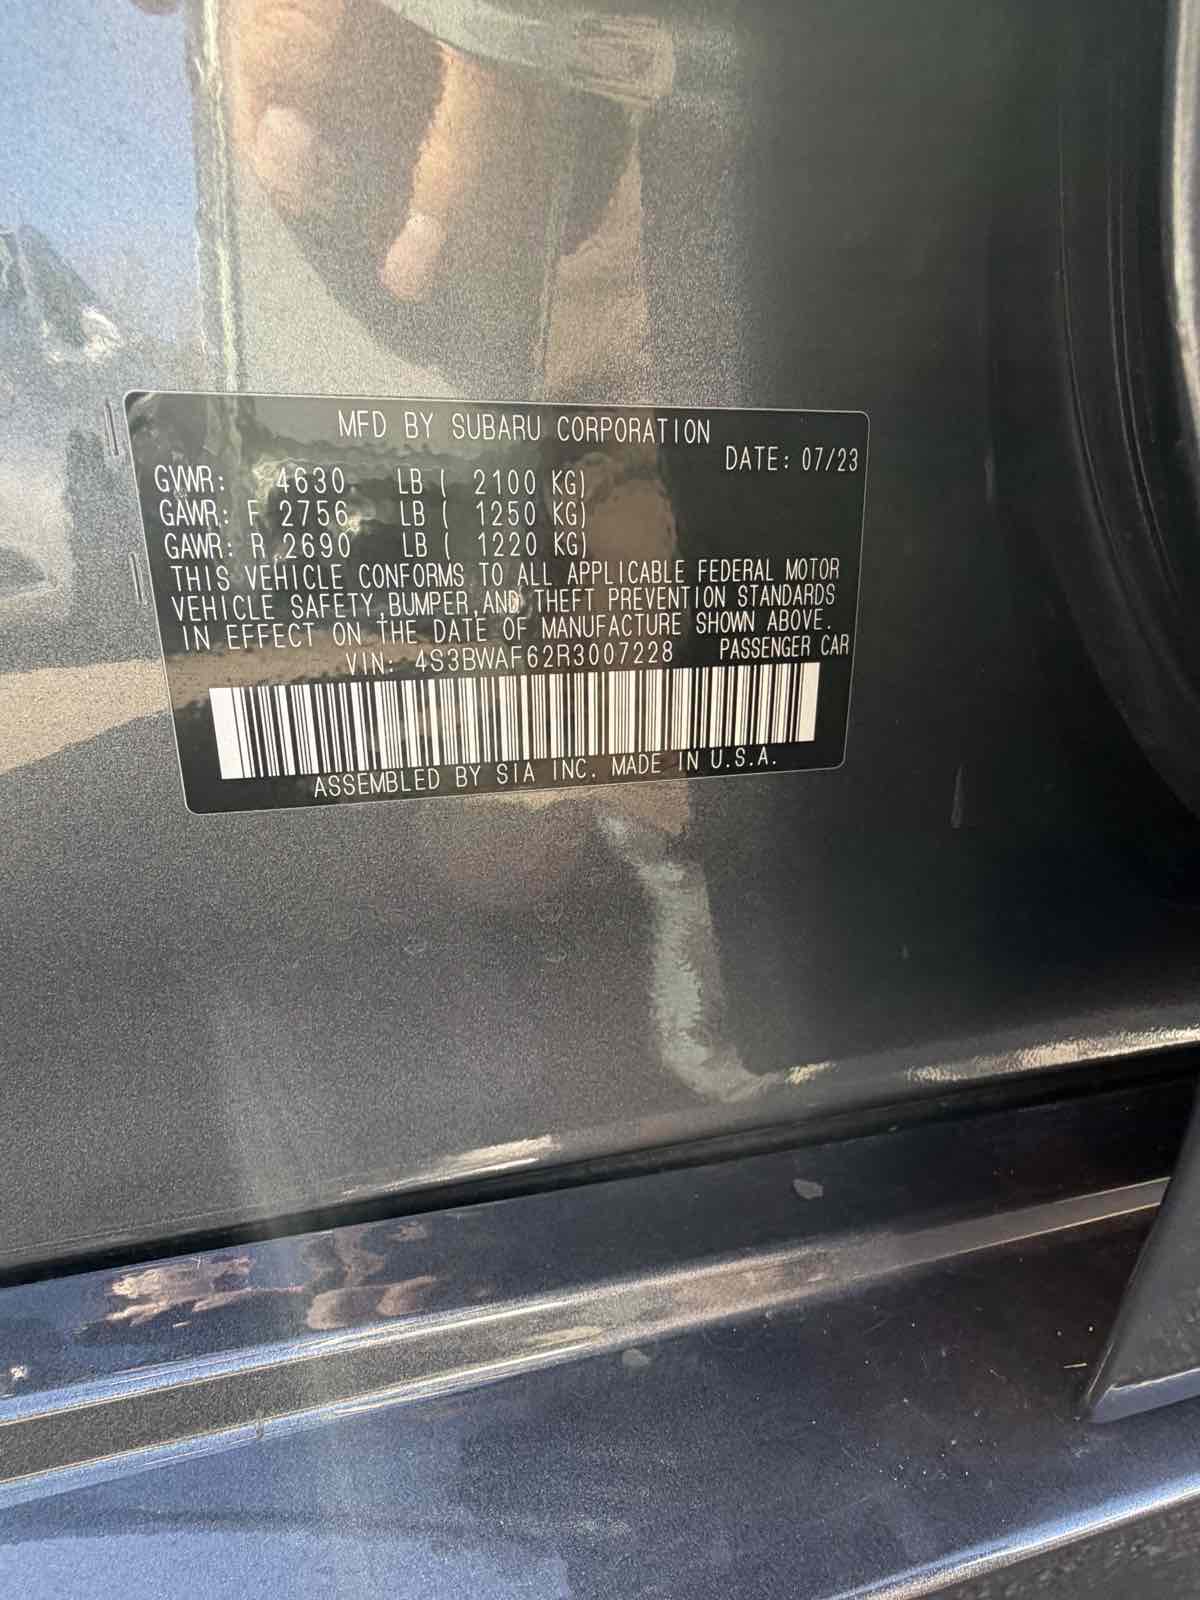 MFD BY SUBARU CORPORATION
DATE: 07/23
GVWR: 4630 LB ( 2100 KG)
GAWR: F 2756 LB ( 1250 KG)
GAWR: R 2690 LB ( 1220 KG)
THIS VEHICLE CONFORMS TO ALL APPLICABLE FEDERAL MOTOR
VEHICLE SAFETY,BUMPER,AND THEFT PREVENTION STANDARDS
IN EFFECT ON THE DATE OF MANUFACTURE SHOWN ABOVE.
VIN: 4S3BWAF62R3007228 PASSENGER CAR
ASSEMBLED BY SIA INC. MADE IN U.S.A.